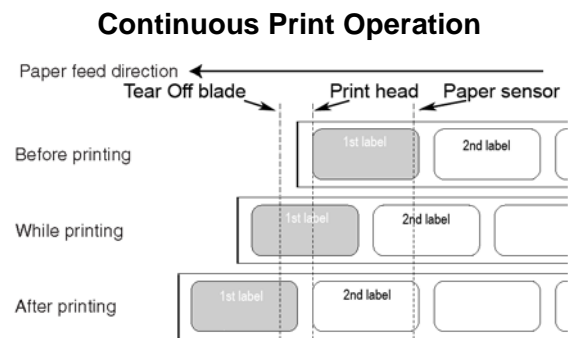 Continuous Print Operation
Paper feed direction
Tear Off blade Print head Paper sensor
Before printing 1st label 2nd label
While printing 1st label 2nd label
After printing 1st label 2nd label